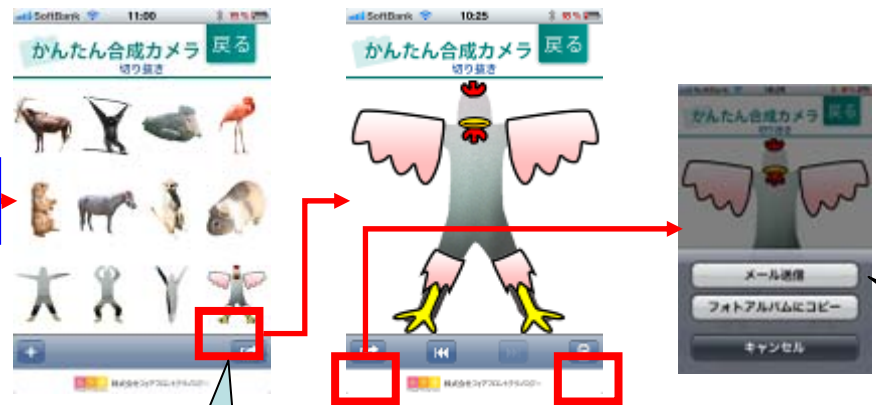 SoftBank 11:00
かんたん合成カメラ 戻る
切り抜き
SoftBank 10:25
かんたん合成カメラ 戻る
切り抜き
かんたん合成カメラ 戻る
切り抜き
メール送信
フォトアルバムにコピー
キャンセル